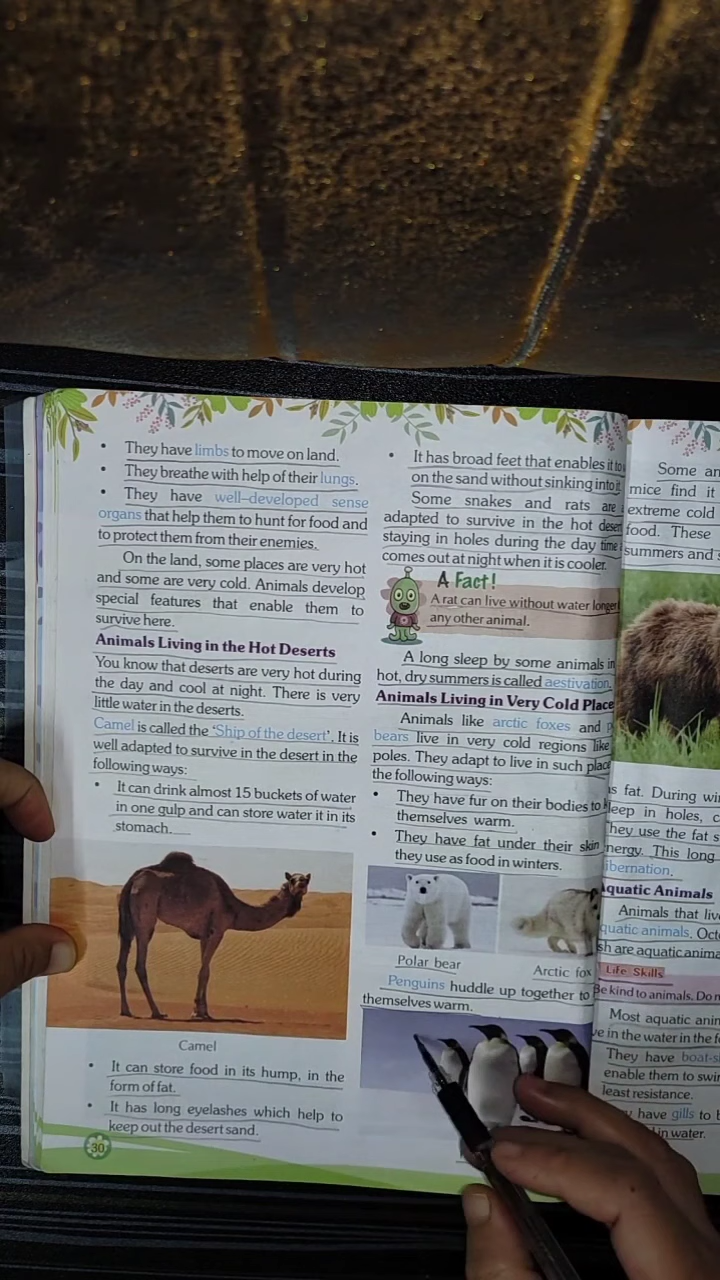 They have limbs to move on land.
They breathe with help of their lungs.
They have well–developed sense
organs that help them to hunt for food and
to protect them from their enemies.
On the land, some places are very hot
and some are very cold. Animals develop
special features that enable them to
survive here.
Animals Living in the Hot Deserts
You know that deserts are very hot during
the day and cool at night. There is very
little water in the deserts.
Camel is called the 'Ship of the desert'. It is
well adapted to survive in the desert in the
following ways:
It can drink almost 15 buckets of water
in one gulp and can store water it in its
stomach.
Camel
It can store food in its hump, in the
form of fat.
It has long eyelashes which help to
keep out the desert sand.
30
It has broad feet that enables it to
on the sand without sinking into it.
Some snakes and rats are
adapted to survive in the hot desert
staying in holes during the day time
comes out at night when it is cooler.
A Fact!
A rat can live without water longer
any other animal.
A long sleep by some animals in
hot, dry summers is called aestivation.
Animals Living in Very Cold Place
Animals like arctic foxes and
bears live in very cold regions like
poles. They adapt to live in such place
the following ways:
They have fur on their bodies to
themselves warm.
They have fat under their skin
they use as food in winters.
Polar bear
Arctic fox
Penguins huddle up together to
themselves warm.
Some
mice find it
extreme cold
food. These
summers and
fat. During
sleep in holes,
They use the fat
energy. This long
hibernation.
Aquatic Animals
Animals that live
aquatic animals.
fish are aquatic
Life Skills
Be kind to animals. Do
Most aquatic
in the water in the
They have
enable them to
least resistance.
have gills to
in water.